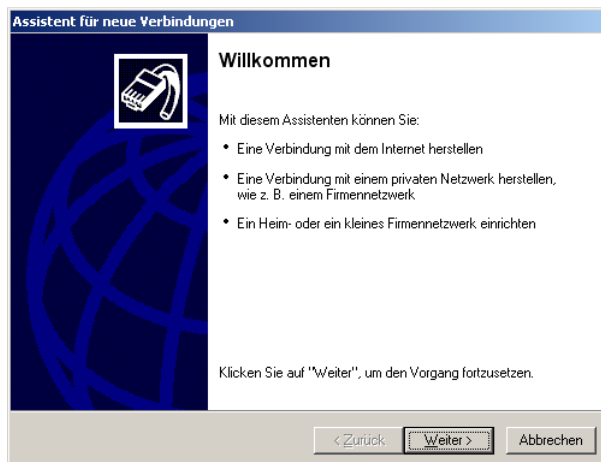 Assistent für neue Verbindungen
Willkommen
Mit diesem Assistenten können Sie:
• Eine Verbindung mit dem Internet herstellen
• Eine Verbindung mit einem privaten Netzwerk herstellen,
wie z. B. einem Firmennetzwerk
• Ein Heim- oder ein kleines Firmennetzwerk einrichten
Klicken Sie auf "Weiter", um den Vorgang fortzusetzen.
< Zurück Weiter > Abbrechen